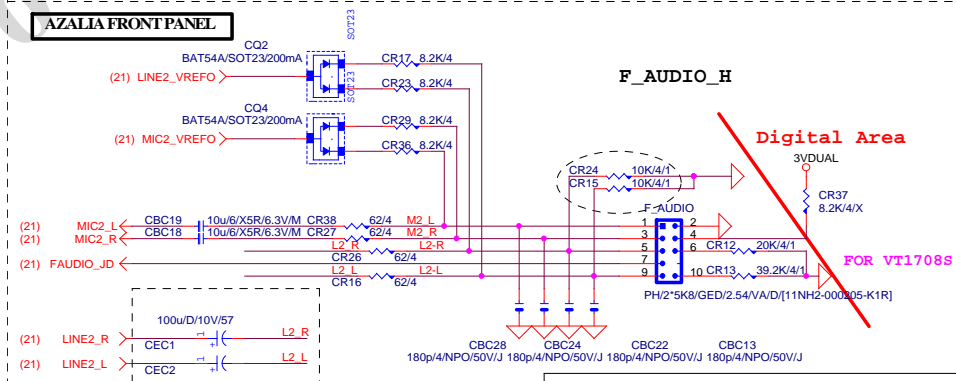 AZALIA FRONT PANEL
SOT23
CQ2
BAT54A/SOT23/200mA
CR17 8.2K/4
(21) LINE2_VREFO
CR23 8.2K/4
SOT23
F_AUDIO_H
CQ4
BAT54A/SOT23/200mA
CR29 8.2K/4
(21) MIC2_VREFO
CR36 8.2K/4
Digital Area
3VDUAL
CR24 10K/4/1
CR15 10K/4/1
CR37
8.2K/4/X
F_AUDIO
(21) MIC2_L CBC19 10u/6/X5R/6.3V/M CR38 62/4 M2_L 1 2
(21) MIC2_R CBC18 10u/6/X5R/6.3V/M CR27 62/4 M2_R 3 4
L2_R L2-R 5 6 CR12 20K/4/1
CR26 62/4
(21) FAUDIO_JD 7
FOR VT1708S
L2_L L2-L 9 10 CR13 39.2K/4/1
CR16 62/4
PH/2*5K8/GED/2.54/VA/D/[11NH2-000205-K1R]
100u/D/10V/57
(21) LINE2_R 1 L2_R
CEC1
CBC28 CBC24 CBC22 CBC13
180p/4/NPO/50V/J 180p/4/NPO/50V/J 180p/4/NPO/50V/J 180p/4/NPO/50V/J
(21) LINE2_L 1 L2_L
CEC2